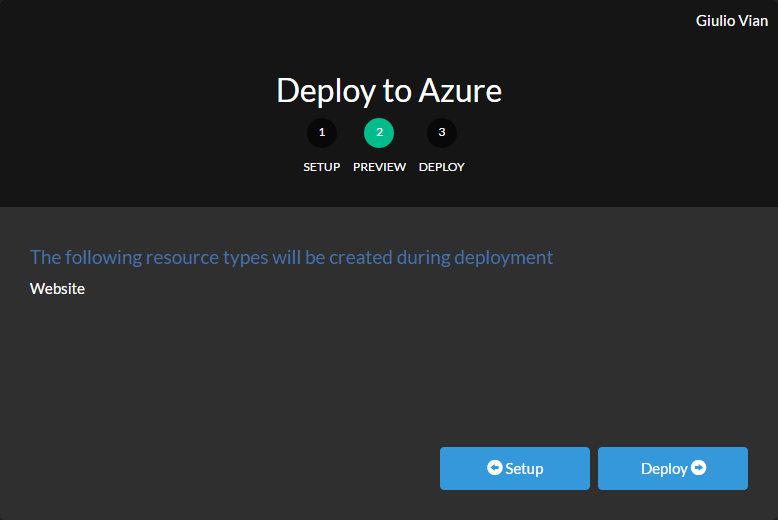 Giulio Vian
Deploy to Azure
1 2 3
SETUP PREVIEW DEPLOY
The following resource types will be created during deployment
Website
Setup Deploy